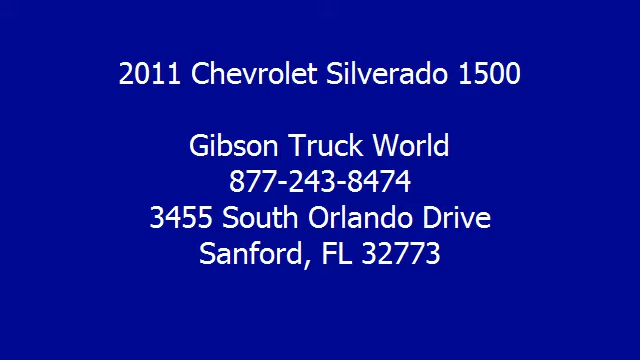 2011 Chevrolet Silverado 1500
Gibson Truck World
877-243-8474
3455 South Orlando Drive
Sanford, FL 32773